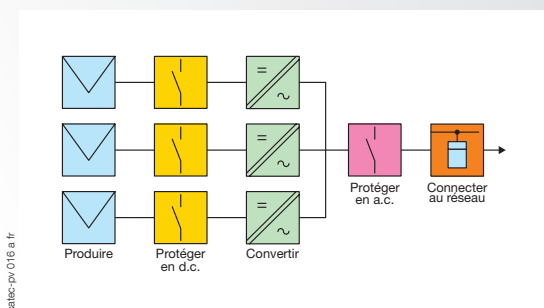 Produire
Protéger
en d.c.
Convertir
Protéger
en a.c.
Connecter
au réseau
atec-pv 016 a fr